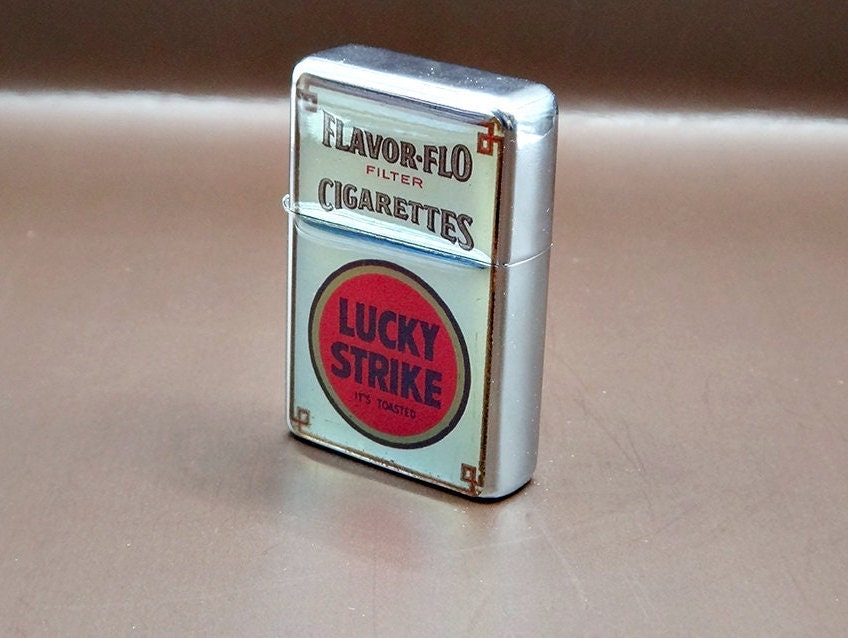 FLAVOR·FLO
FILTER
CIGARETTES
LUCKY
STRIKE
IT'S TOASTED